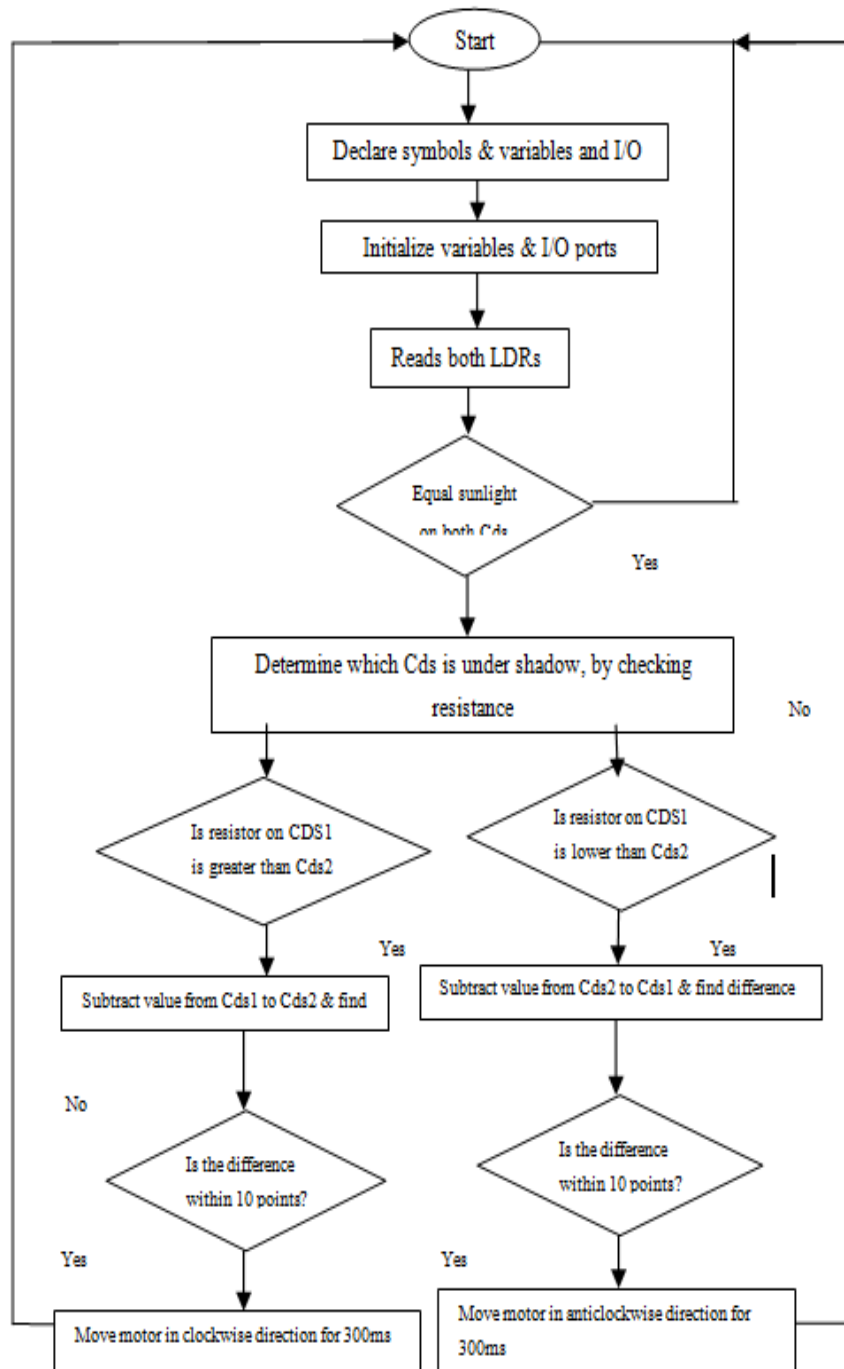 Start
Declare symbols & variables and I/O
Initialize variables & I/O ports
Reads both LDRs
Equal sunlight
on both Cds
Yes
Determine which Cds is under shadow, by checking
resistance
No
Is resistor on CDS1
is greater than Cds2
Is resistor on CDS1
is lower than Cds2
Yes
Yes
Subtract value from Cds1 to Cds2 & find
Subtract value from Cds2 to Cds1 & find difference
No
Is the difference
within 10 points?
Is the difference
within 10 points?
Yes
Yes
Move motor in clockwise direction for 300ms
Move motor in anticlockwise direction for
300ms